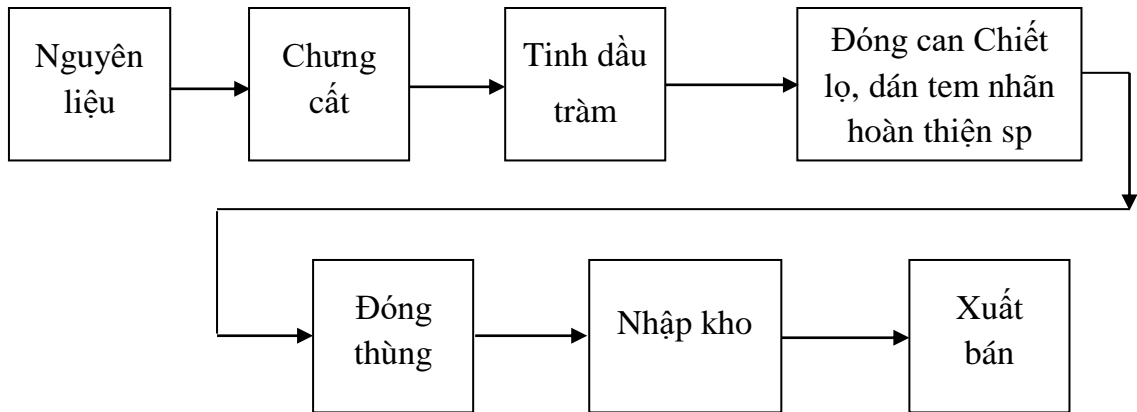 Nguyên
liệu
Chưng
cất
Tinh dầu
tràm
Đóng can Chiết
lọ, dán tem nhãn
hoàn thiện sp
Đóng
thùng
Nhập kho
Xuất
bán